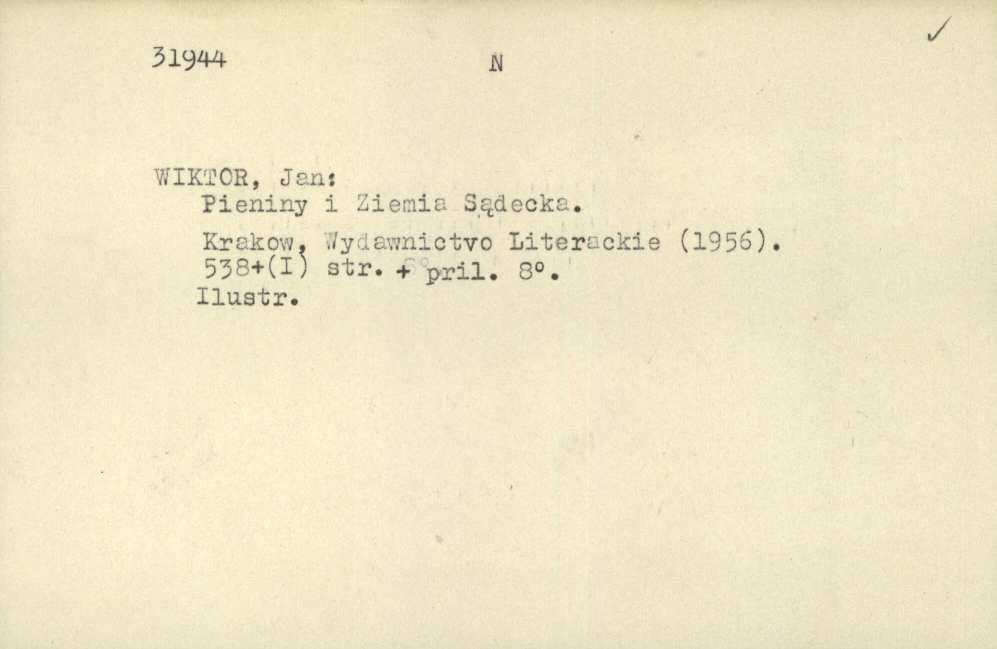 31944 N
WIKTOR, Jan:
Pieniny i Ziemia Sądecka.
Krakow, Wydawnictvo Literackie (1956).
538+(I) str. + pril. 8°.
Ilustr.